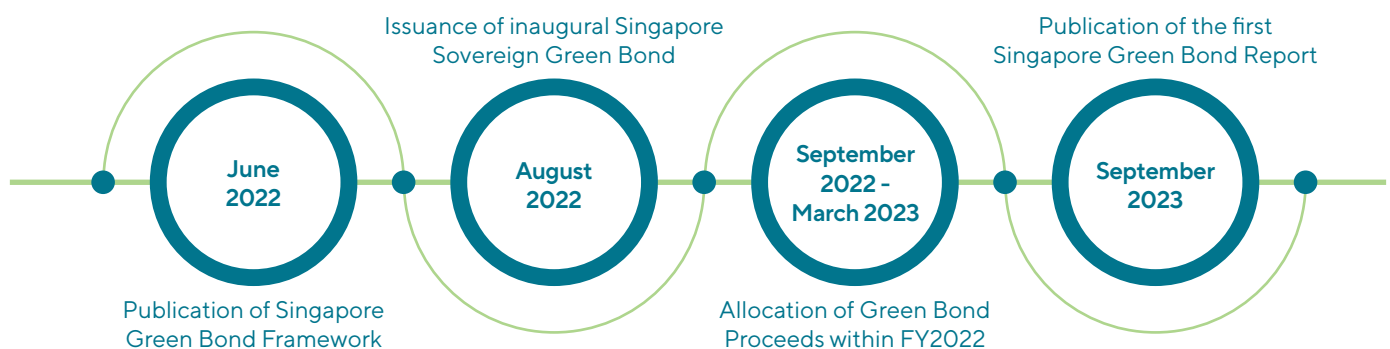 June
2022
Publication of Singapore
Green Bond Framework
Issuance of inaugural Singapore
Sovereign Green Bond
August
2022
September
2022 -
March 2023
Allocation of Green Bond
Proceeds within FY2022
Publication of the first
Singapore Green Bond Report
September
2023